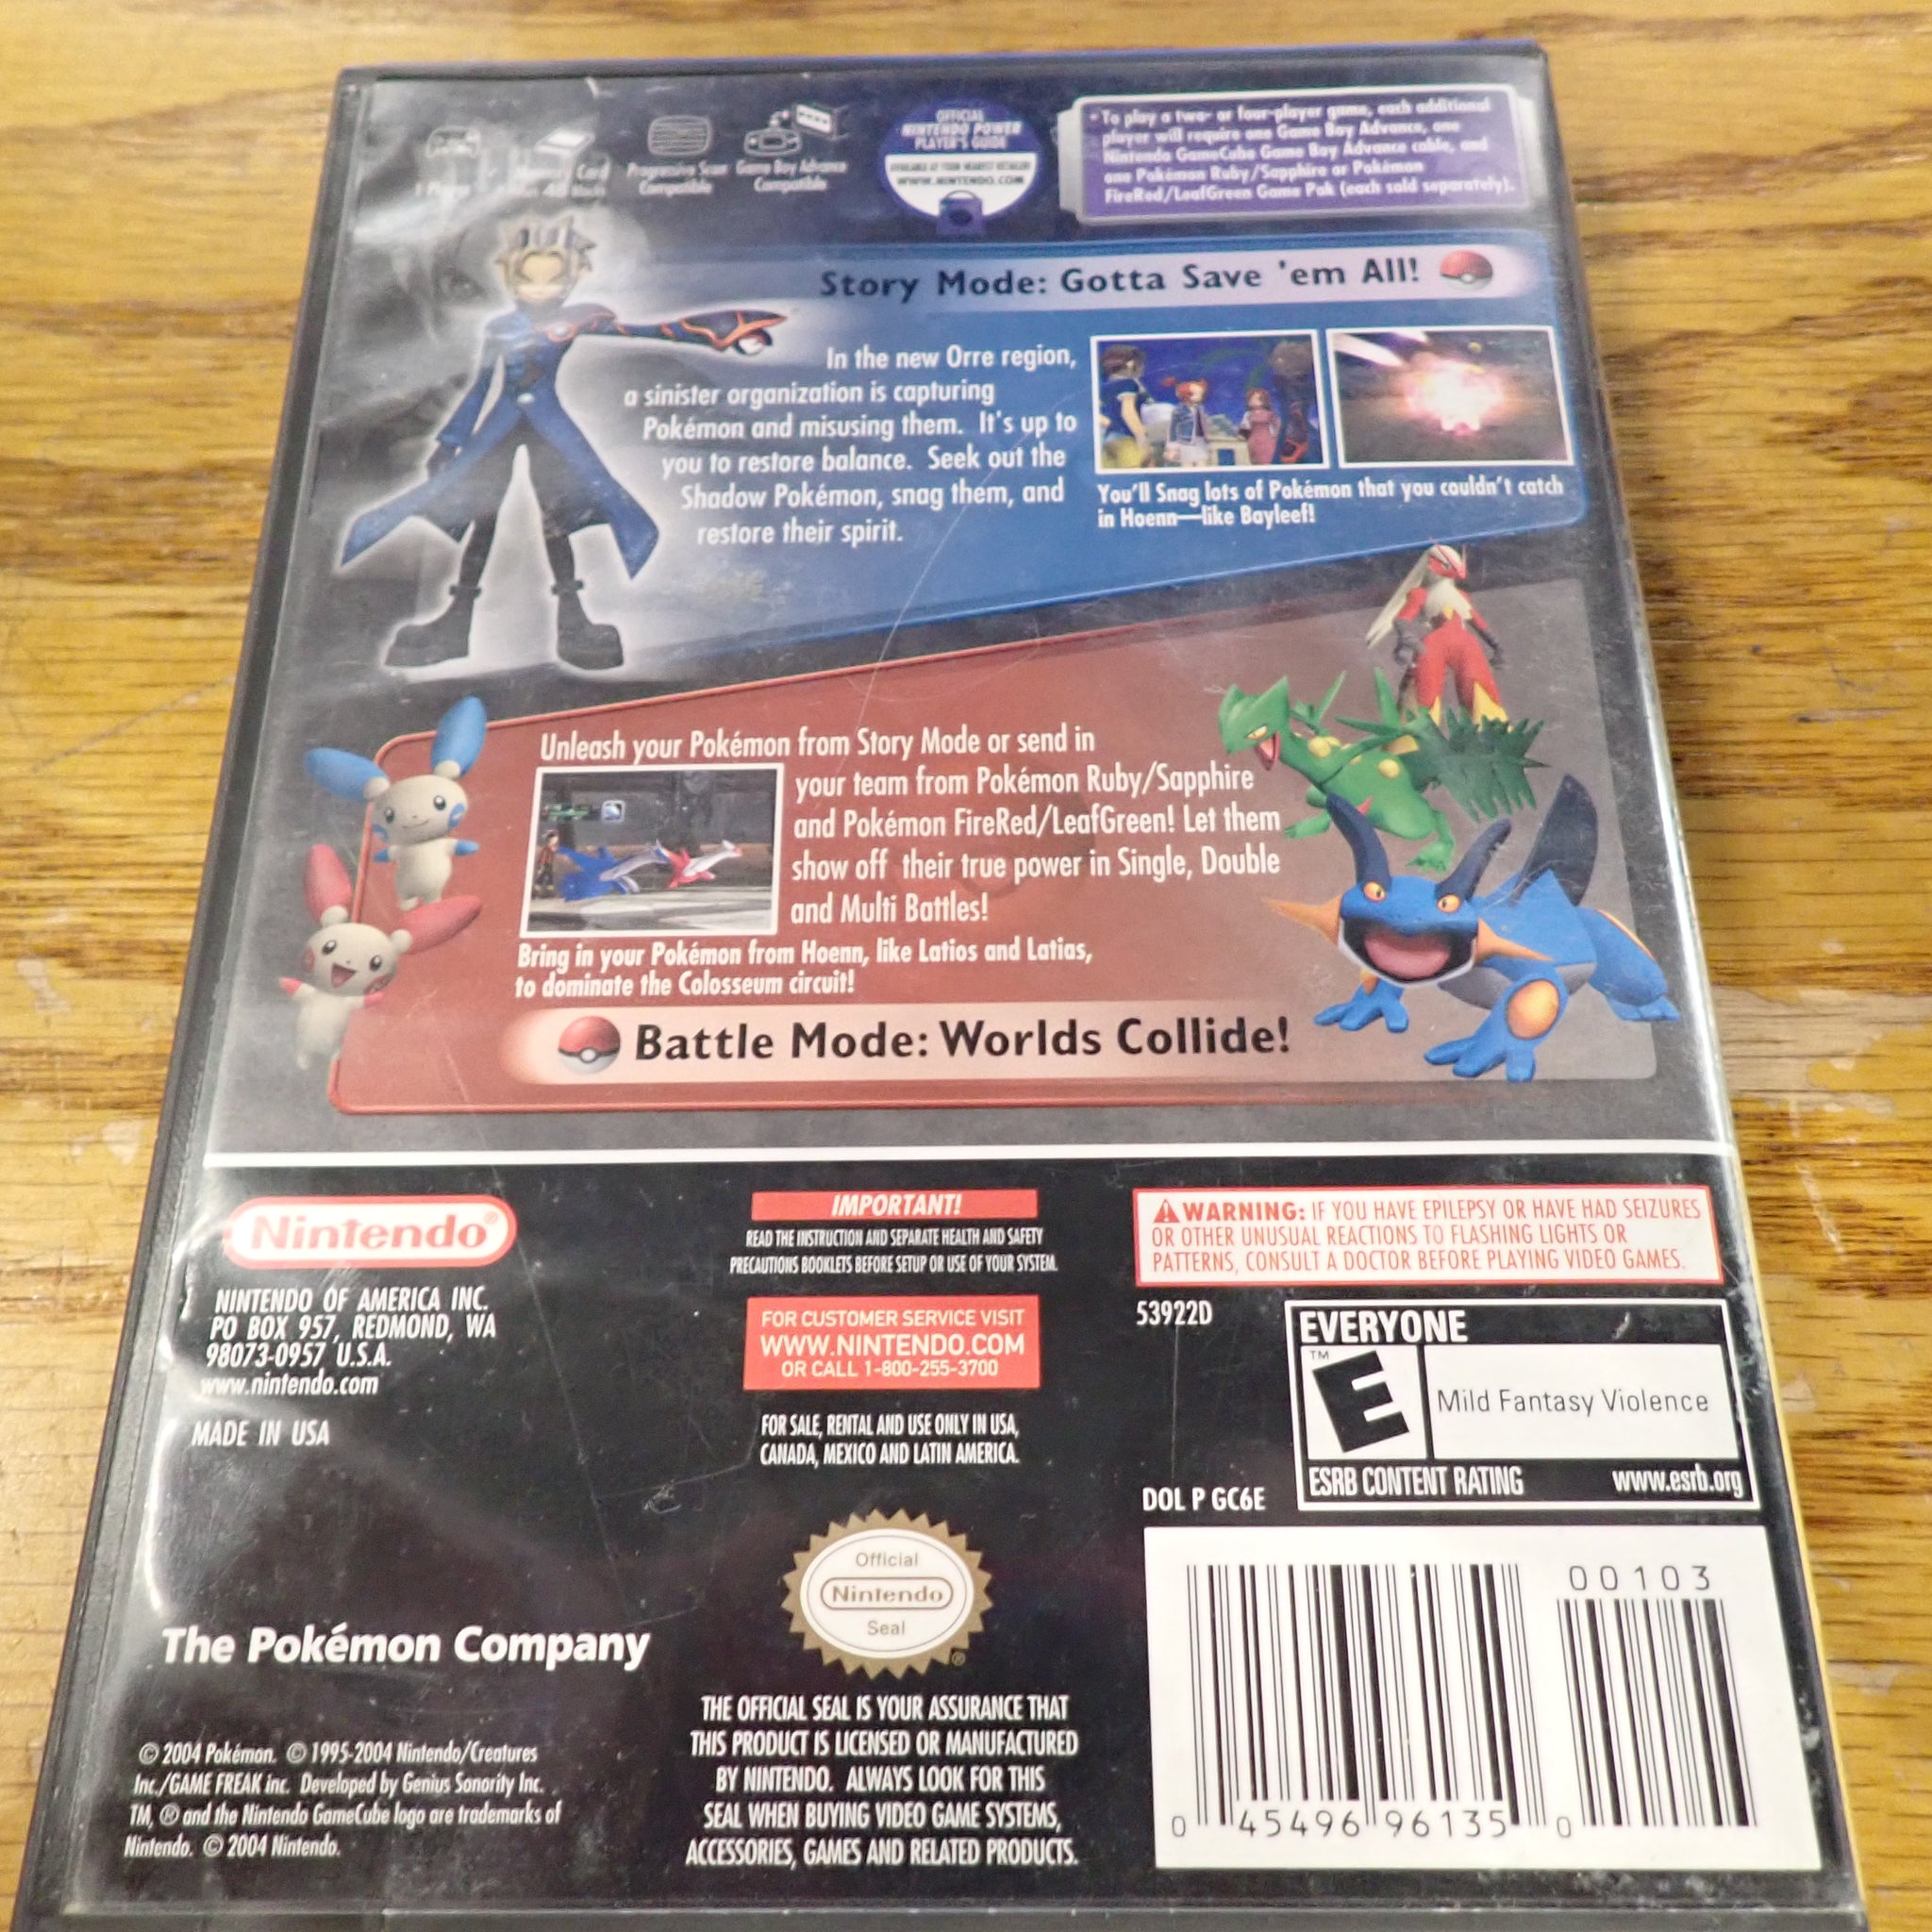 1 Player
Memory Card
Progressive Scan
Compatible
Game Boy Advance
Compatible
OFFICIAL
NINTENDO POWER
PLAYER'S GUIDE
AVAILABLE AT YOUR NEAREST RETAILER!
WWW.NINTENDO.COM
*To play a two- or four-player game, each additional
player will require one Game Boy Advance, one
Nintendo GameCube Game Boy Advance cable, and
one Pokémon Ruby/Sapphire or Pokémon
FireRed/LeafGreen Game Pak (each sold separately).
Story Mode: Gotta Save 'em All!
In the new Orre region,
a sinister organization is capturing
Pokémon and misusing them. It's up to
you to restore balance. Seek out the
Shadow Pokémon, snag them, and
restore their spirit.
You'll Snag lots of Pokémon that you couldn't catch
in Hoenn—like Bayleef!
Unleash your Pokémon from Story Mode or send in
your team from Pokémon Ruby/Sapphire
and Pokémon FireRed/LeafGreen! Let them
show off their true power in Single, Double
and Multi Battles!
Bring in your Pokémon from Hoenn, like Latios and Latias,
to dominate the Colosseum circuit!
Battle Mode: Worlds Collide!
Nintendo®
NINTENDO OF AMERICA INC.
PO BOX 957, REDMOND, WA
98073-0957 U.S.A.
www.nintendo.com
MADE IN USA
IMPORTANT!
READ THE INSTRUCTION AND SEPARATE HEALTH AND SAFETY
PRECAUTIONS BOOKLETS BEFORE SETUP OR USE OF YOUR SYSTEM.
FOR CUSTOMER SERVICE VISIT
WWW.NINTENDO.COM
OR CALL 1-800-255-3700
FOR SALE, RENTAL AND USE ONLY IN USA,
CANADA, MEXICO AND LATIN AMERICA.
WARNING: IF YOU HAVE EPILEPSY OR HAVE HAD SEIZURES
OR OTHER UNUSUAL REACTIONS TO FLASHING LIGHTS OR
PATTERNS, CONSULT A DOCTOR BEFORE PLAYING VIDEO GAMES.
53922D
EVERYONE
TM
E
Mild Fantasy Violence
ESRB CONTENT RATING www.esrb.org
DOL P GC6E
Official
Nintendo
Seal
®
The Pokémon Company
THE OFFICIAL SEAL IS YOUR ASSURANCE THAT
THIS PRODUCT IS LICENSED OR MANUFACTURED
BY NINTENDO. ALWAYS LOOK FOR THIS
SEAL WHEN BUYING VIDEO GAME SYSTEMS,
ACCESSORIES, GAMES AND RELATED PRODUCTS.
© 2004 Pokémon. © 1995-2004 Nintendo/Creatures
Inc./GAME FREAK inc. Developed by Genius Sonority Inc.
TM, ® and the Nintendo GameCube logo are trademarks of
Nintendo. © 2004 Nintendo.
00103
0 45496 96135 0